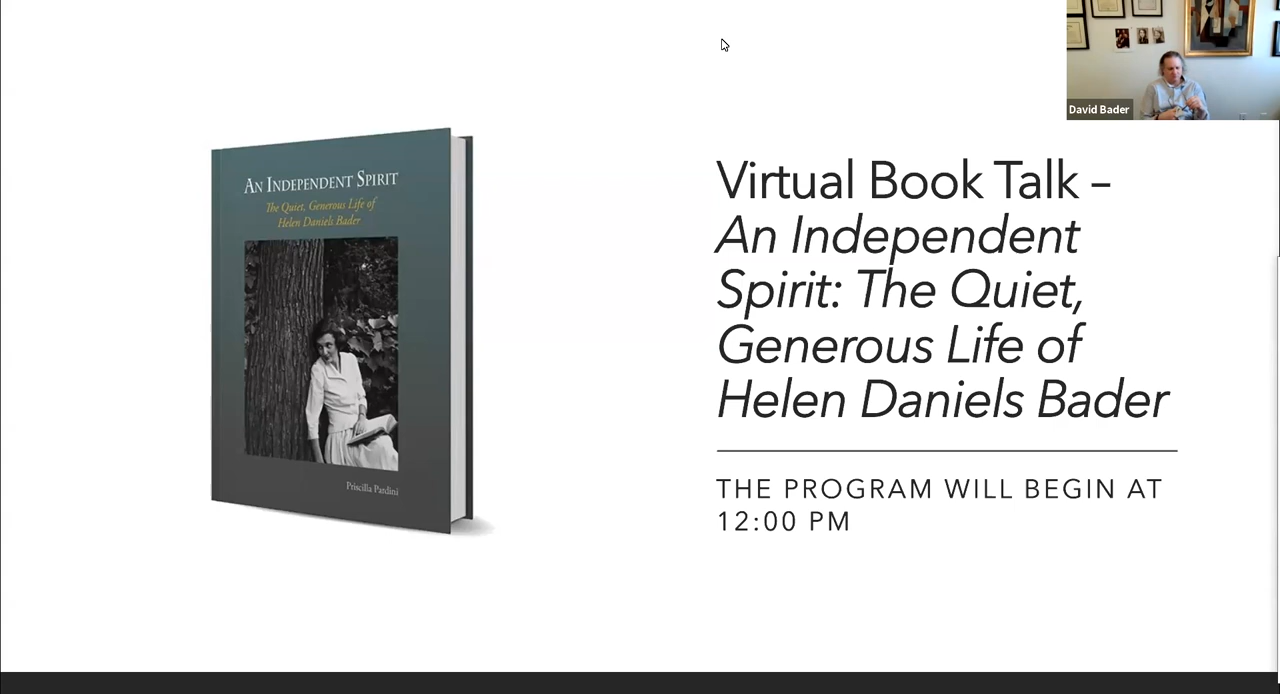 David Bader
AN INDEPENDENT SPIRIT
The Quiet, Generous Life of
Helen Daniels Bader
Priscilla Pardini
Virtual Book Talk –
An Independent
Spirit: The Quiet,
Generous Life of
Helen Daniels Bader
THE PROGRAM WILL BEGIN AT
12:00 PM